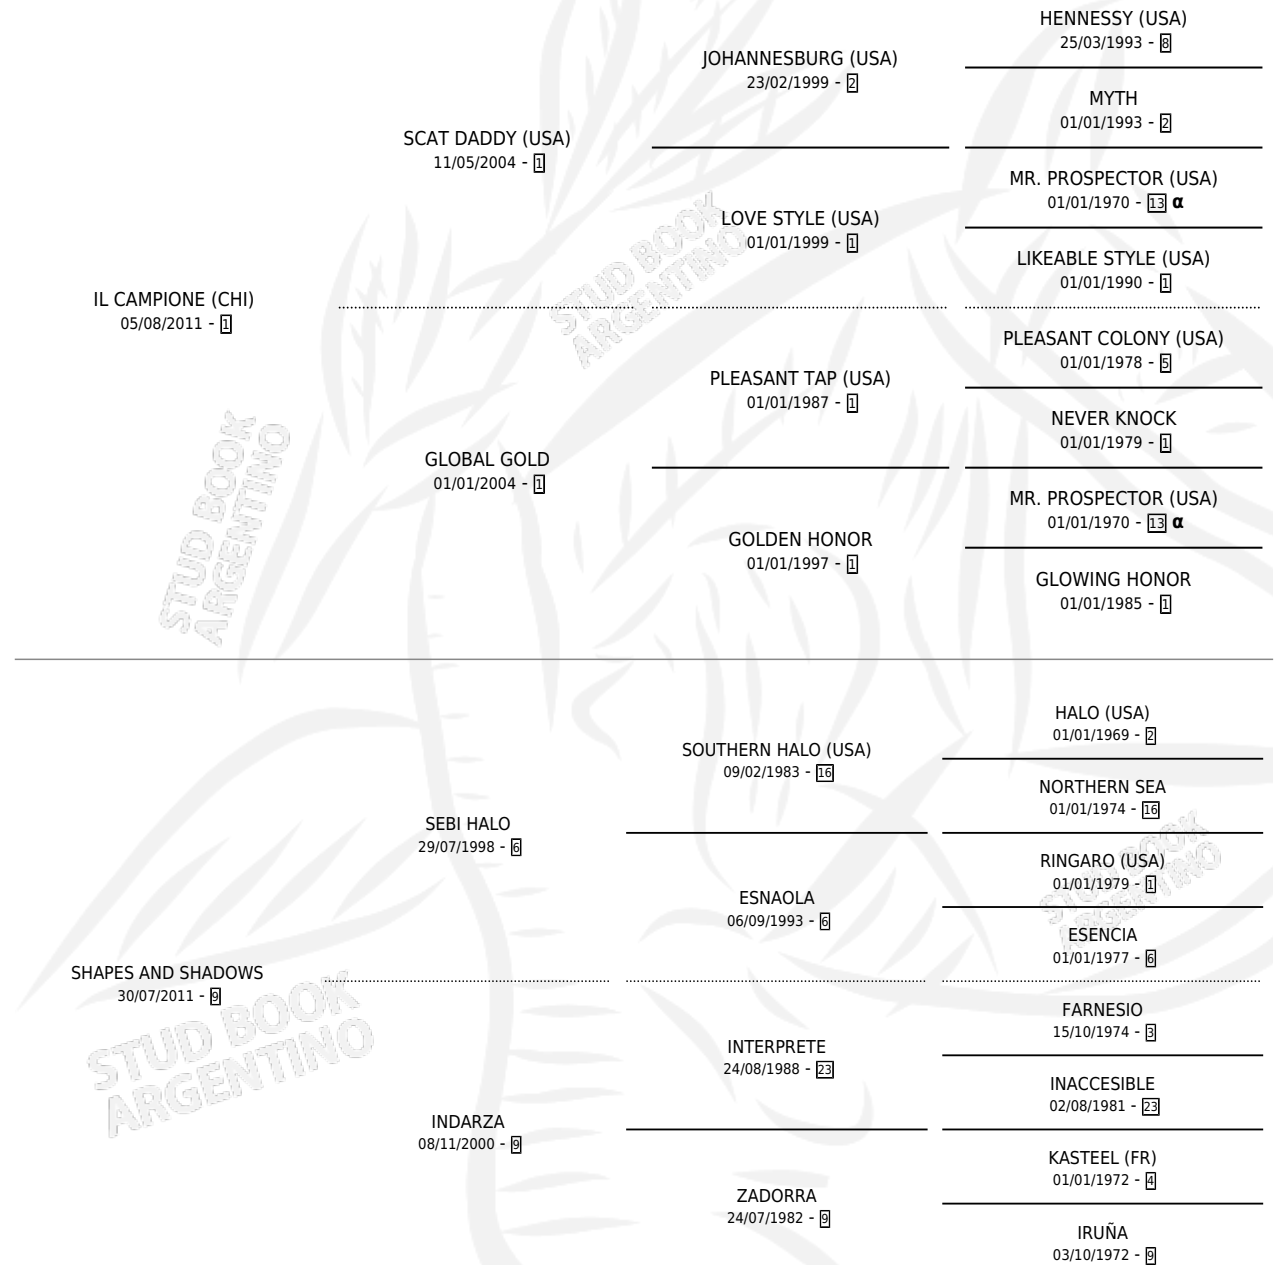 HENNESSY (USA)
25/03/1993 - 8
JOHANNESBURG (USA)
23/02/1999 - 2
MYTH
01/01/1993 - 2
SCAT DADDY (USA)
11/05/2004 - 1
MR. PROSPECTOR (USA)
01/01/1970 - 13 α
LOVE STYLE (USA)
01/01/1999 - 1
LIKEABLE STYLE (USA)
01/01/1990 - 1
IL CAMPIONE (CHI)
05/08/2011 - 1
PLEASANT COLONY (USA)
01/01/1978 - 5
PLEASANT TAP (USA)
01/01/1987 - 1
NEVER KNOCK
01/01/1979 - 1
GLOBAL GOLD
01/01/2004 - 1
MR. PROSPECTOR (USA)
01/01/1970 - 13 α
GOLDEN HONOR
01/01/1997 - 1
GLOWING HONOR
01/01/1985 - 1
HALO (USA)
01/01/1969 - 2
SOUTHERN HALO (USA)
09/02/1983 - 16
NORTHERN SEA
01/01/1974 - 16
SEBI HALO
29/07/1998 - 6
RINGARO (USA)
01/01/1979 - 1
ESNAOLA
06/09/1993 - 6
ESENCIA
01/01/1977 - 6
SHAPES AND SHADOWS
30/07/2011 - 9
FARNESIO
15/10/1974 - 3
INTERPRETE
24/08/1988 - 23
INACCESIBLE
02/08/1981 - 23
INDARZA
08/11/2000 - 9
KASTEEL (FR)
01/01/1972 - 4
ZADORRA
24/07/1982 - 9
IRUÑA
03/10/1972 - 9
STUD BOOK
ARGENTINO
STUD BOOK
ARGENTINO
STUD BOOK
ARGENTINO
STUD BOOK
ARGENTINO